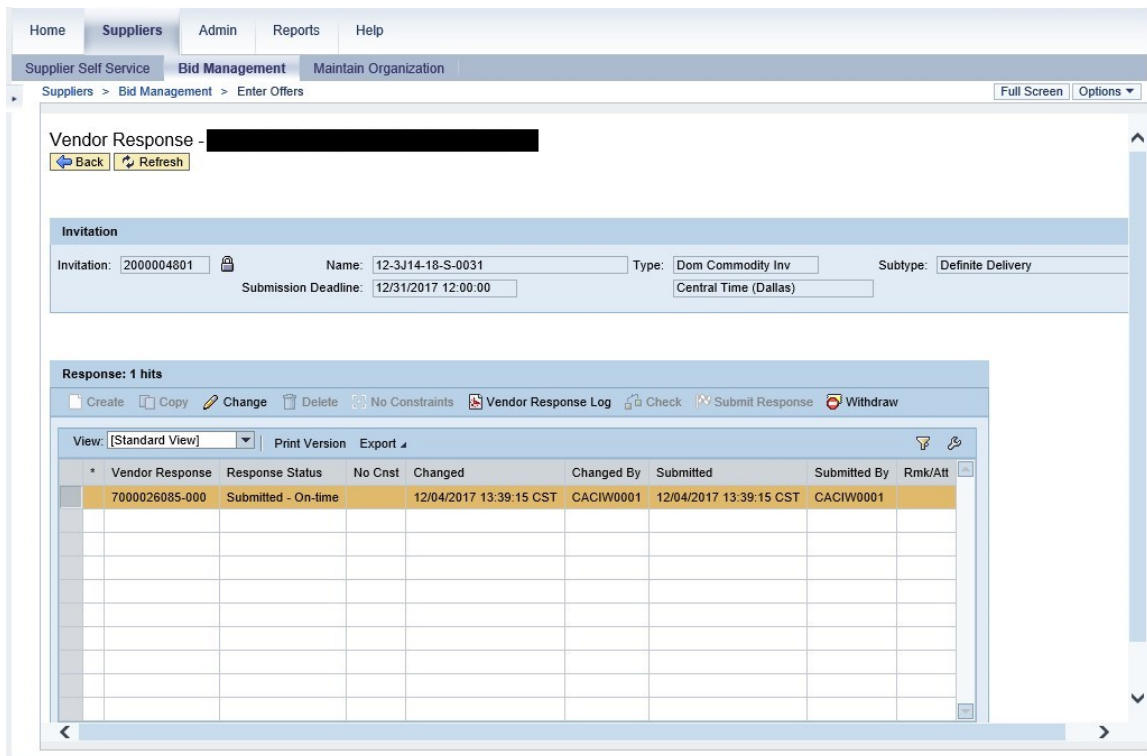 Home Suppliers Admin Reports Help
Supplier Self Service Bid Management Maintain Organization
Suppliers > Bid Management > Enter Offers Full Screen Options
Vendor Response -
Back Refresh
Invitation
Invitation: 2000004801 Name: 12-3J14-18-S-0031 Type: Dom Commodity Inv Subtype: Definite Delivery
Submission Deadline: 12/31/2017 12:00:00 Central Time (Dallas)
Response: 1 hits
Create Copy Change Delete No Constraints Vendor Response Log Check Submit Response Withdraw
View: [Standard View] Print Version Export
* Vendor Response Response Status No Cnst Changed Changed By Submitted Submitted By Rmk/Att
7000026085-000 Submitted - On-time 12/04/2017 13:39:15 CST CACIW0001 12/04/2017 13:39:15 CST CACIW0001